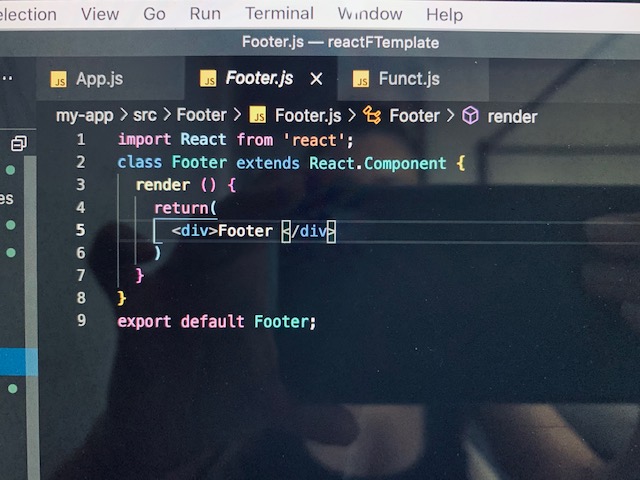 election View Go Run Terminal Window Help
Footer.js — reactFTemplate
JS App.js JS Footer.js × JS Funct.js
my-app > src > Footer > JS Footer.js > Footer > render
1 import React from 'react';
2 class Footer extends React.Component {
3 render () {
4 return(
es
5 <div>Footer </div>
6 )
7 }
8 }
9 export default Footer;